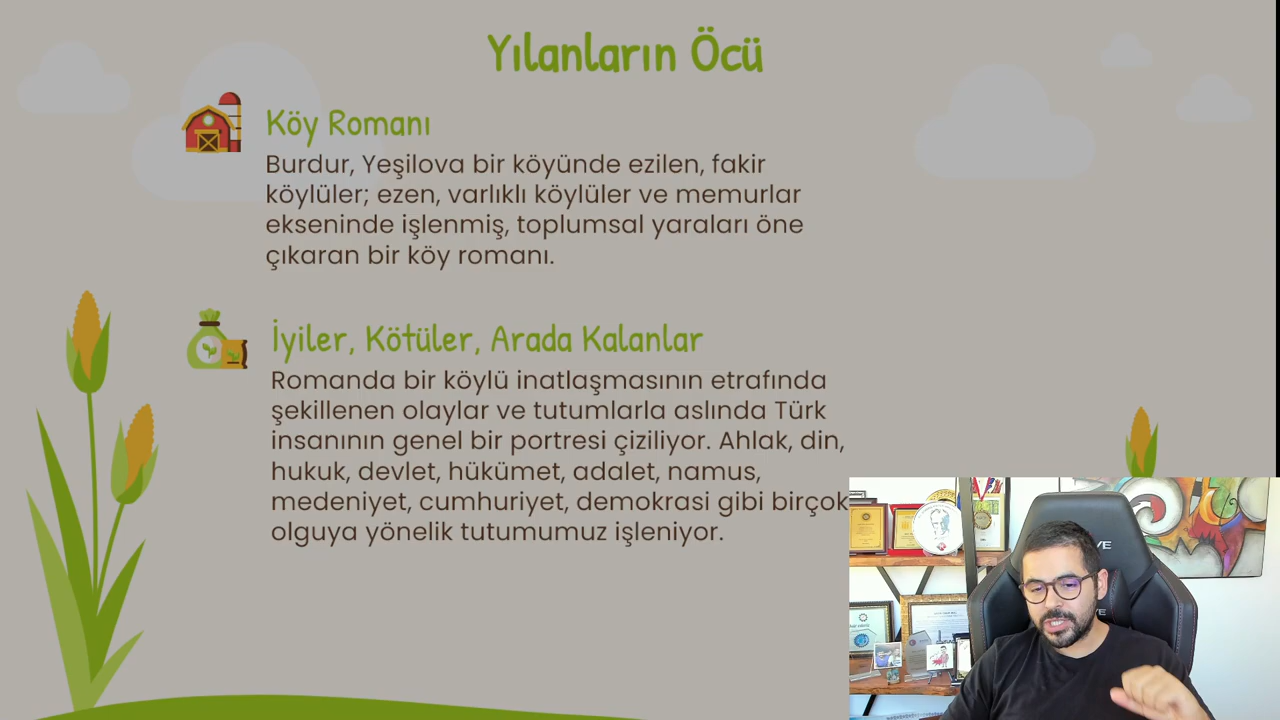 Yılanların Öcü
Köy Romanı
Burdur, Yeşilova bir köyünde ezilen, fakir
köylüler; ezen, varlıklı köylüler ve memurlar
ekseninde işlenmiş, toplumsal yaraları öne
çıkaran bir köy romanı.
İyiler, Kötüler, Arada Kalanlar
Romanda bir köylü inatlaşmasının etrafında
şekillenen olaylar ve tutumlarla aslında Türk
insanının genel bir portresi çiziliyor. Ahlak, din,
hukuk, devlet, hükümet, adalet, namus,
medeniyet, cumhuriyet, demokrasi gibi birçok
olguya yönelik tutumumuz işleniyor.